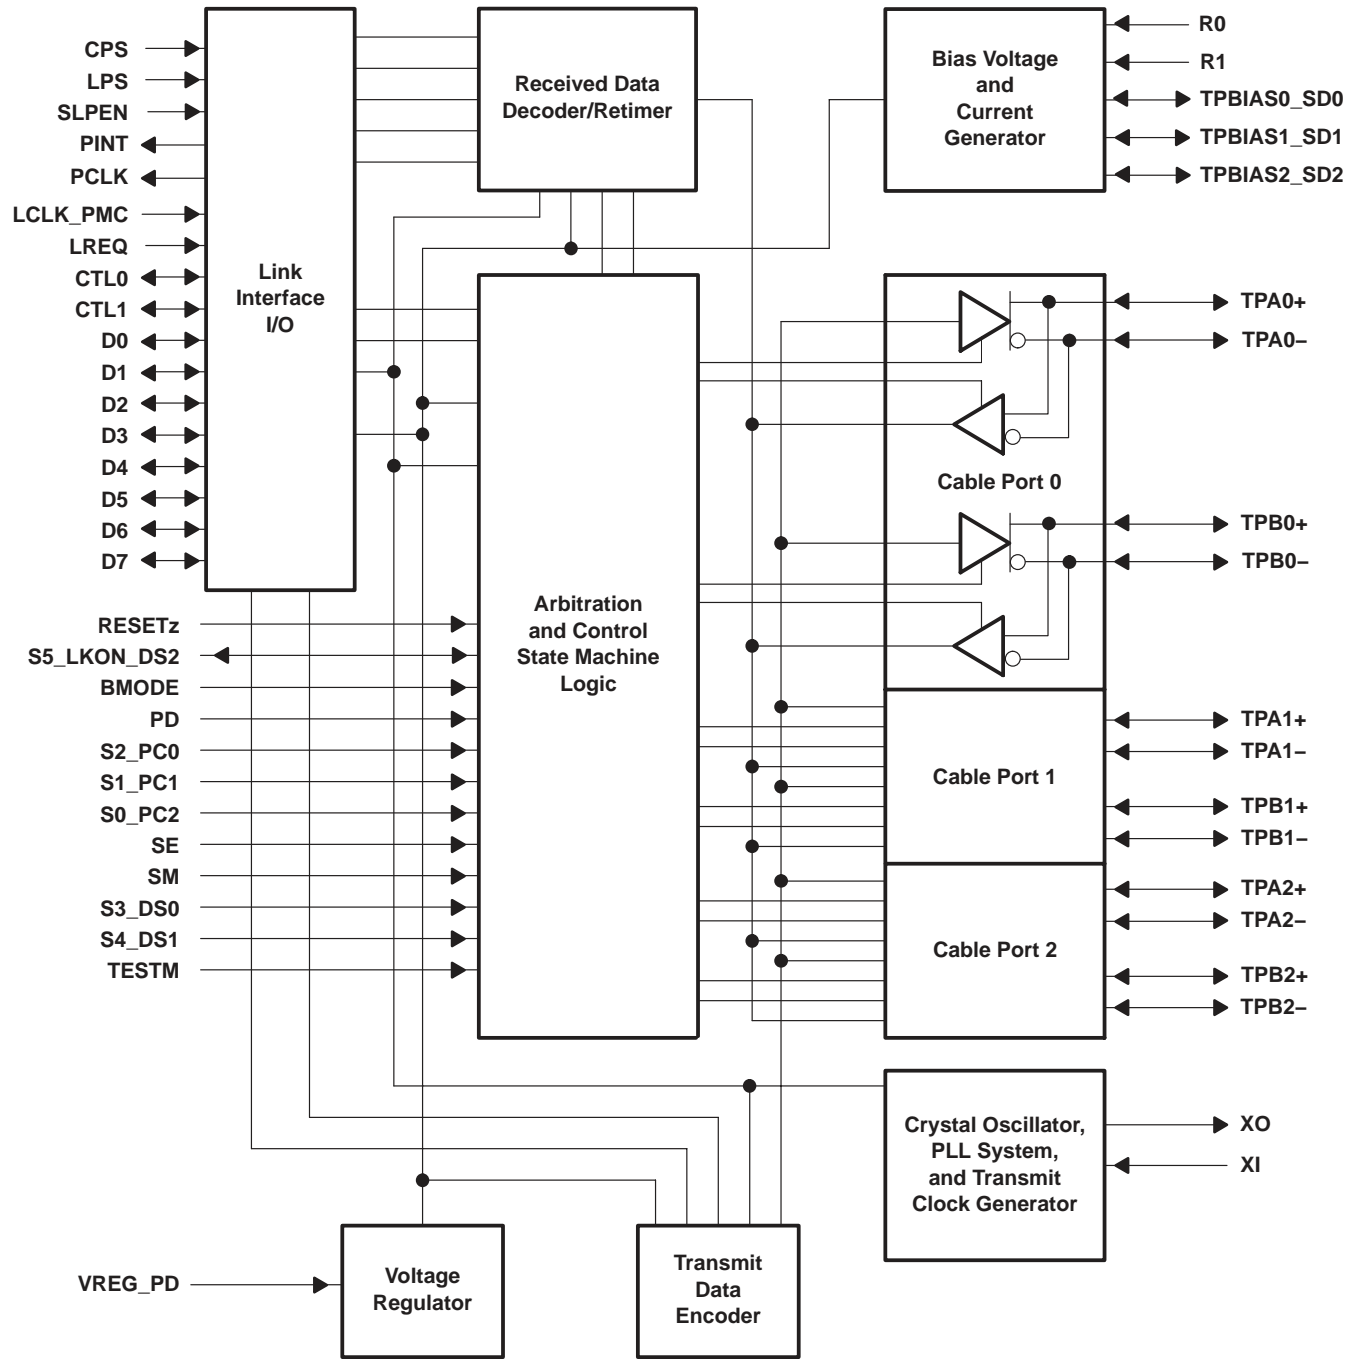 CPS
LPS
SLPEN
PINT
PCLK
LCLK_PMC
LREQ
CTL0
CTL1
D0
D1
D2
D3
D4
D5
D6
D7
Link
Interface
I/O
Received Data
Decoder/Retimer
Bias Voltage
and
Current
Generator
R0
R1
TPBIAS0_SD0
TPBIAS1_SD1
TPBIAS2_SD2
TPA0+
TPA0–
Cable Port 0
TPB0+
TPB0–
RESETz
S5_LKON_DS2
BMODE
PD
S2_PC0
S1_PC1
S0_PC2
SE
SM
S3_DS0
S4_DS1
TESTM
Arbitration
and Control
State Machine
Logic
Cable Port 1
TPA1+
TPA1–
TPB1+
TPB1–
Cable Port 2
TPA2+
TPA2–
TPB2+
TPB2–
Crystal Oscillator,
PLL System,
and Transmit
Clock Generator
XO
XI
VREG_PD
Voltage
Regulator
Transmit
Data
Encoder